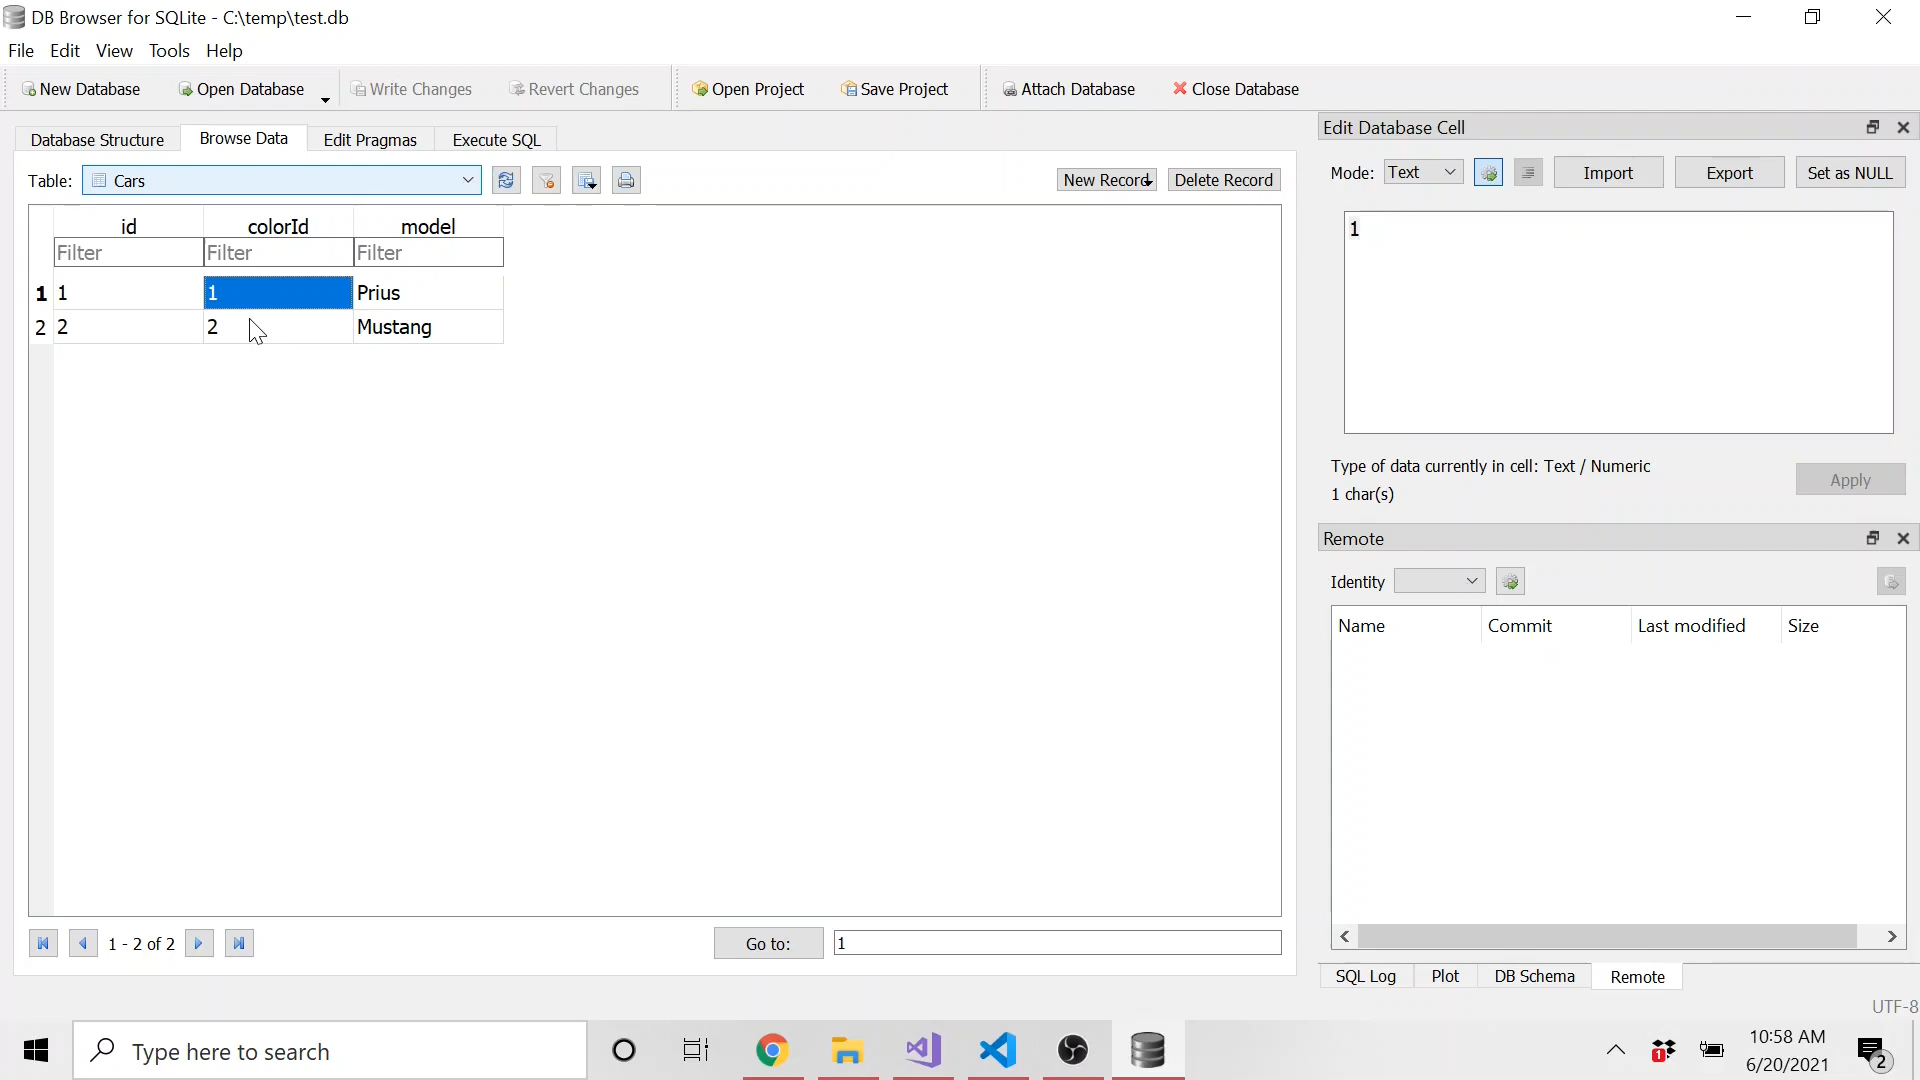 DB Browser for SQLite - C:\temp\test.db
File Edit View Tools Help
New Database Open Database Write Changes Revert Changes Open Project Save Project Attach Database Close Database
Database Structure Browse Data Edit Pragmas Execute SQL
Table: Cars New Record Delete Record
id colorId model
Filter Filter Filter
1 1 1 Prius
2 2 2 Mustang
1 - 2 of 2 Go to: 1
Edit Database Cell
Mode: Text Import Export Set as NULL
1
Type of data currently in cell: Text / Numeric
1 char(s)
Apply
Remote
Identity
Name Commit Last modified Size
SQL Log Plot DB Schema Remote
UTF-8
Type here to search
1
10:58 AM
6/20/2021
2